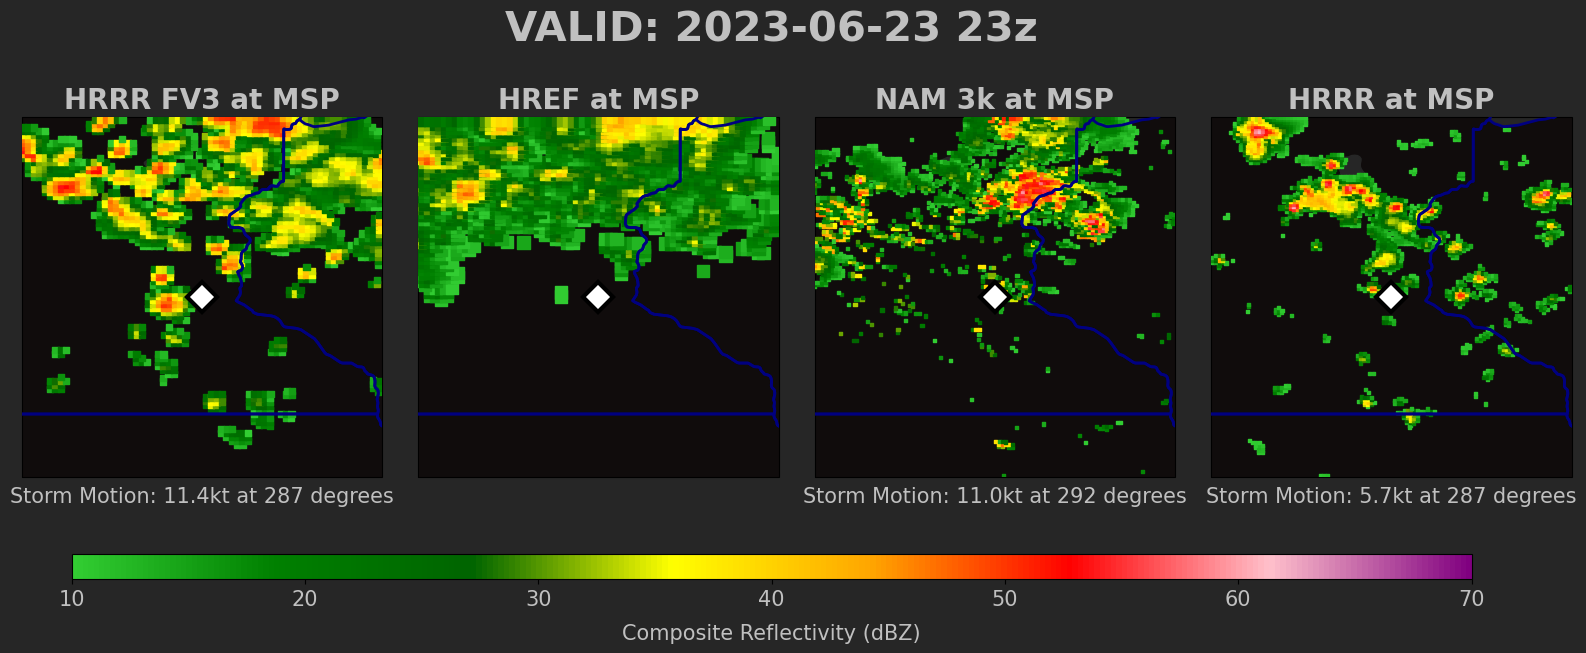 VALID: 2023-06-23 23z
HRRR FV3 at MSP
HREF at MSP
NAM 3k at MSP
HRRR at MSP
Storm Motion: 11.4kt at 287 degrees
Storm Motion: 11.0kt at 292 degrees
Storm Motion: 5.7kt at 287 degrees
10 20 30 40 50 60 70
Composite Reflectivity (dBZ)